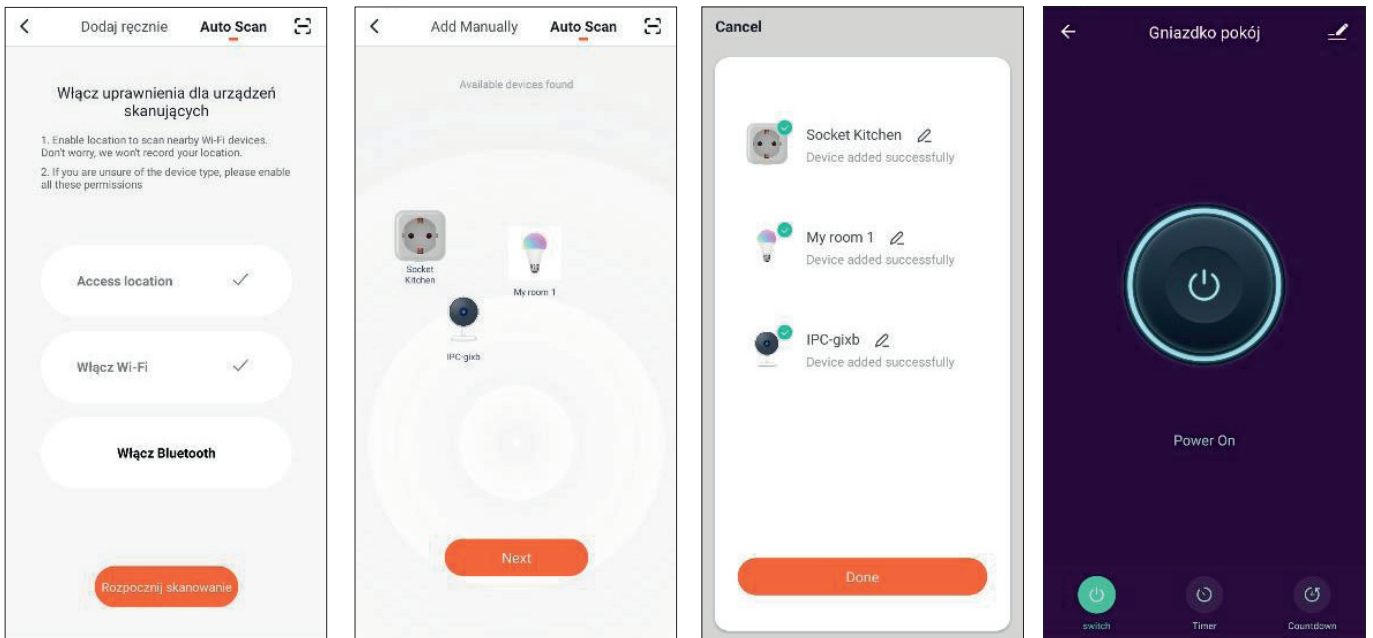 Dodaj ręcznie Auto Scan
Włącz uprawnienia dla urządzeń
skanujących
1. Enable location to scan nearby Wi-Fi devices.
Don't worry, we won't record your location.
2. If you are unsure of the device type, please enable
all these permissions
Access location
Włącz Wi-Fi
Włącz Bluetooth
Rozpocznij skanowanie
Add Manually Auto Scan
Available devices found
Socket
Kitchen
My room 1
IPC-gixb
Next
Cancel
Socket Kitchen
Device added successfully
My room 1
Device added successfully
IPC-gixb
Device added successfully
Done
Gniazdko pokój
Power On
switch Timer Countdown